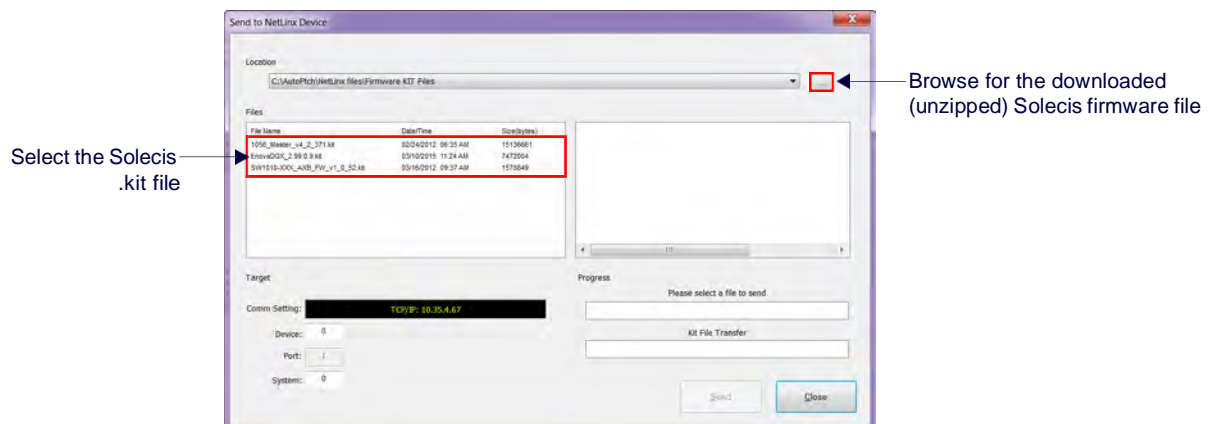 Send to NetLinx Device
Location
C:\AutoPtch\NetLinx files\Firmware KIT Files
...
Browse for the downloaded
(unzipped) Solecis firmware file
Files
File Name Date/Time Size(bytes)
1056_Master_v4_2_371.kit 02/24/2012 06:35 AM 15136661
EnovaDGX_2.99.0.9.kit 03/10/2015 11:24 AM 7472004
SW1010-XXX_AXB_FW_v1_0_52.kit 03/16/2012 09:37 AM 1578849
Select the Solecis
.kit file
Target
Progress
Please select a file to send
Comm Setting: TCP/IP: 10.35.4.67
Device: 0
Kit File Transfer
Port: 1
System: 0
Send
Close